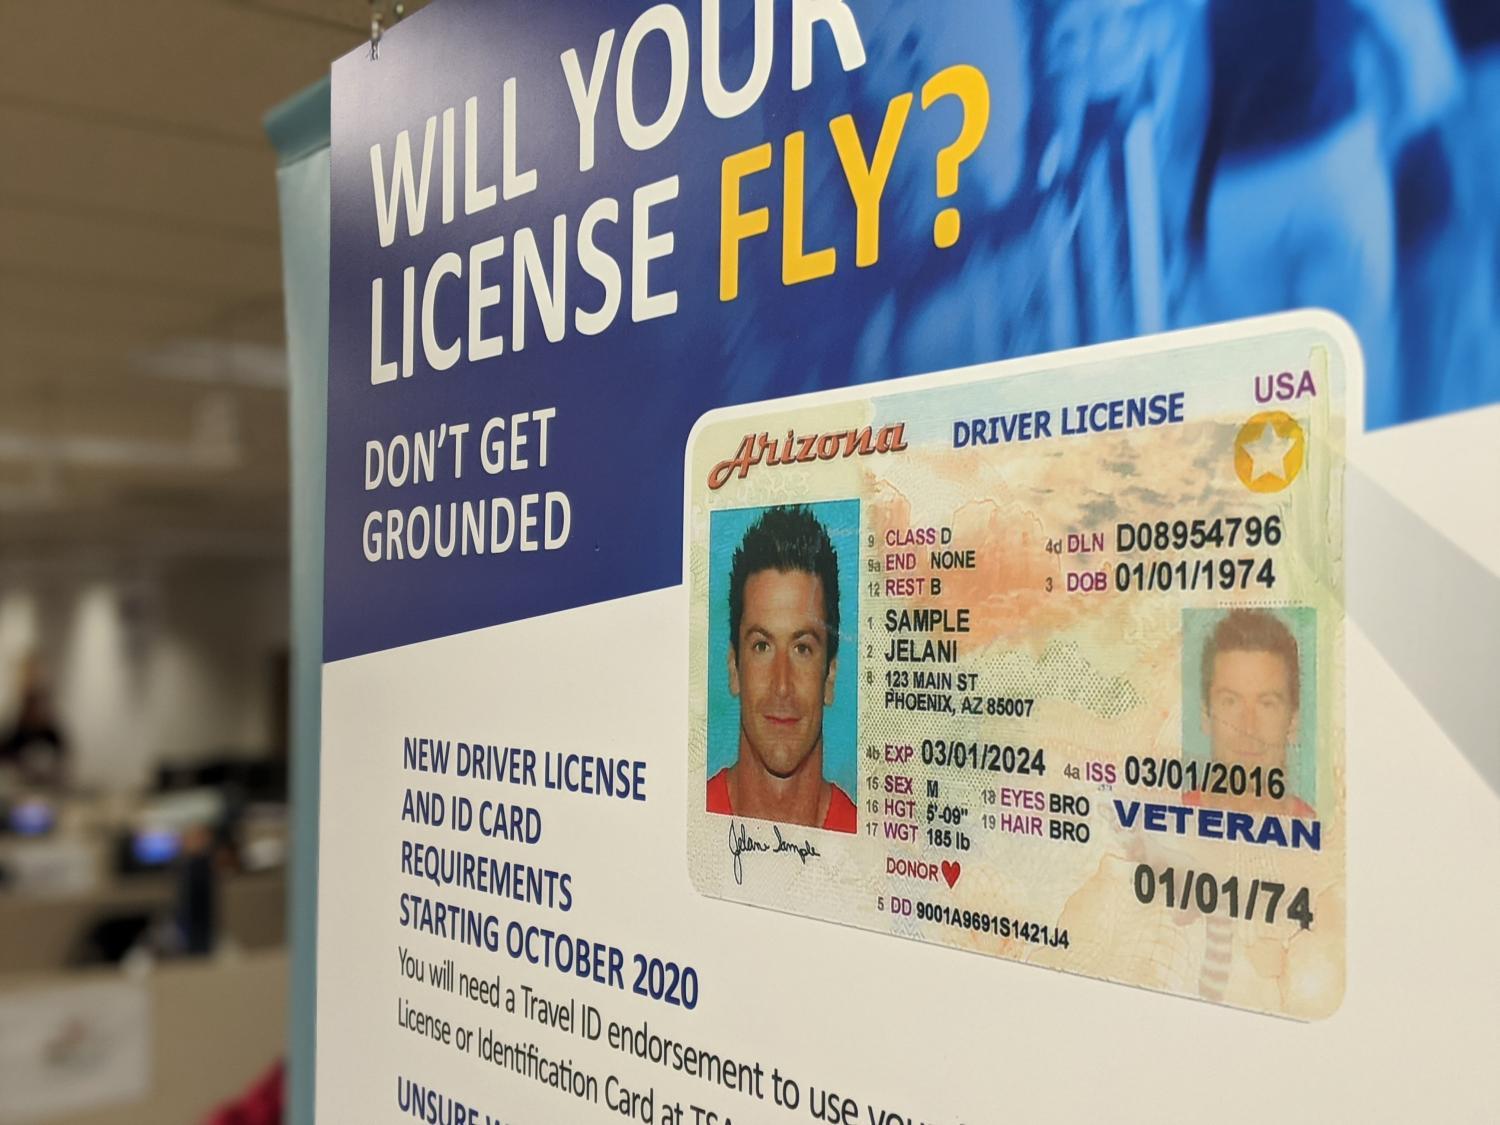 WILL YOUR
LICENSE FLY?
DON'T GET
GROUNDED
Arizona DRIVER LICENSE USA
9 CLASS D
9a END NONE
12 REST B
4d DLN D08954796
3 DOB 01/01/1974
1 SAMPLE
2 JELANI
8 123 MAIN ST
PHOENIX, AZ 85007
4b EXP 03/01/2024 4a ISS 03/01/2016
15 SEX M 18 EYES BRO
16 HGT 5'-09" 19 HAIR BRO
17 WGT 185 lb
VETERAN
DONOR
01/01/74
5 DD 9001A9691S1421J4
Jelani Sample
NEW DRIVER LICENSE
AND ID CARD
REQUIREMENTS
STARTING OCTOBER 2020
You will need a Travel ID endorsement to use your
License or Identification Card at TSA
UNSURE